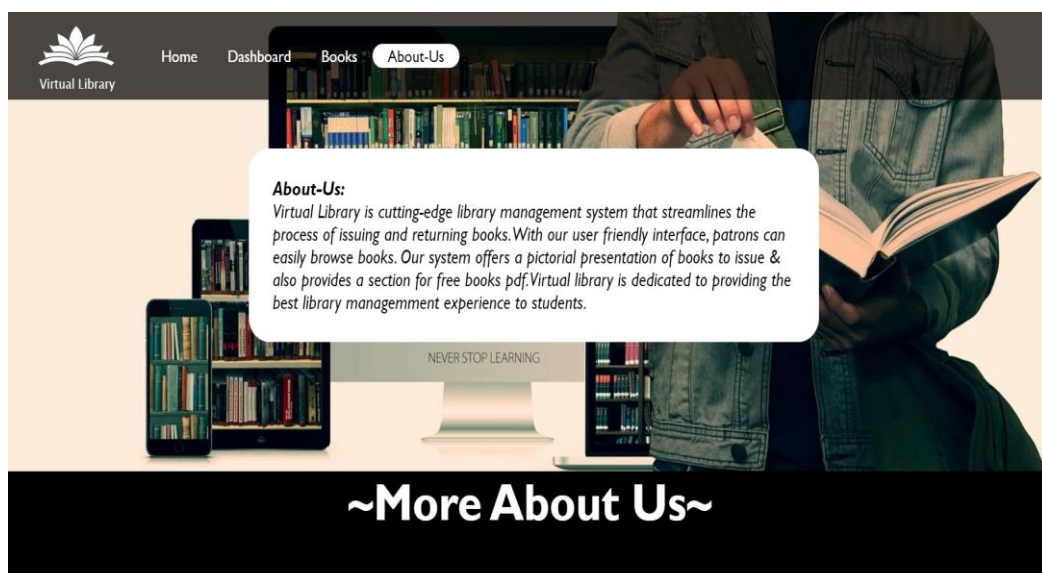 Home Dashboard Books About-Us
Virtual Library
About-Us:
Virtual Library is cutting-edge library management system that streamlines the
process of issuing and returning books.With our user friendly interface, patrons can
easily browse books. Our system offers a pictorial presentation of books to issue &
also provides a section for free books pdf.Virtual library is dedicated to providing the
best library managemment experience to students.
NEVER STOP LEARNING
~More About Us~